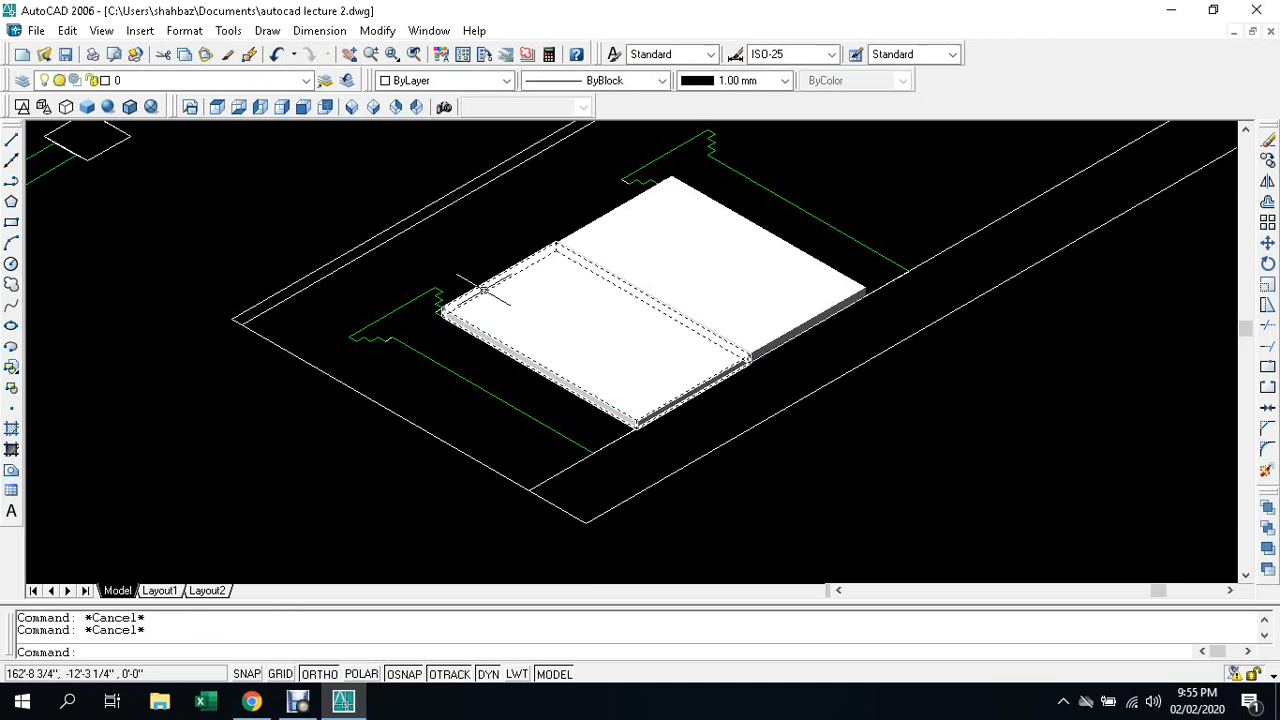 AutoCAD 2006 - [C:\Users\shahbaz\Documents\autocad lecture 2.dwg]
File Edit View Insert Format Tools Draw Dimension Modify Window Help
Standard ISO-25 Standard
0 ByLayer ByBlock 1.00 mm ByColor
A
Model Layout1 Layout2
Command: *Cancel*
Command: *Cancel*
Command:
162'-8 3/4", -12'-3 1/4" , 0'-0" SNAP GRID ORTHO POLAR OSNAP OTRACK DYN LWT MODEL
9:55 PM
02/02/2020
1